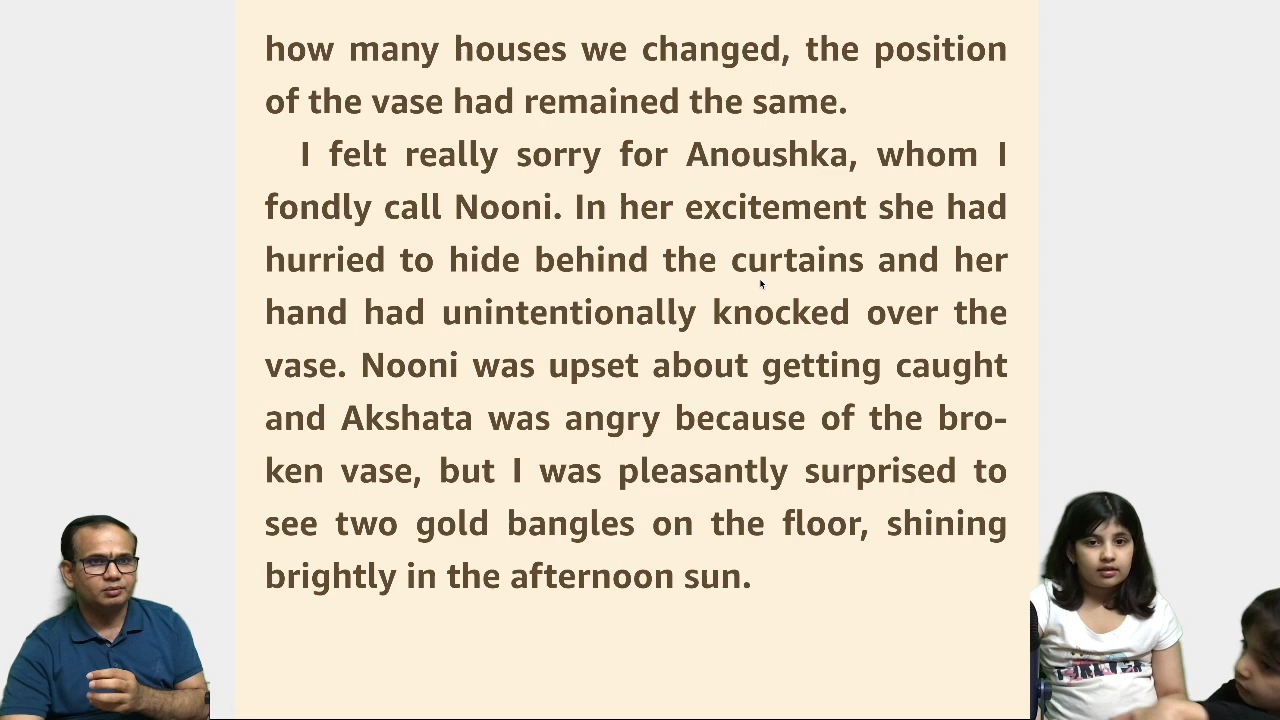 how many houses we changed, the position
of the vase had remained the same.
I felt really sorry for Anoushka, whom I
fondly call Nooni. In her excitement she had
hurried to hide behind the curtains and her
hand had unintentionally knocked over the
vase. Nooni was upset about getting caught
and Akshata was angry because of the bro-
ken vase, but I was pleasantly surprised to
see two gold bangles on the floor, shining
brightly in the afternoon sun.